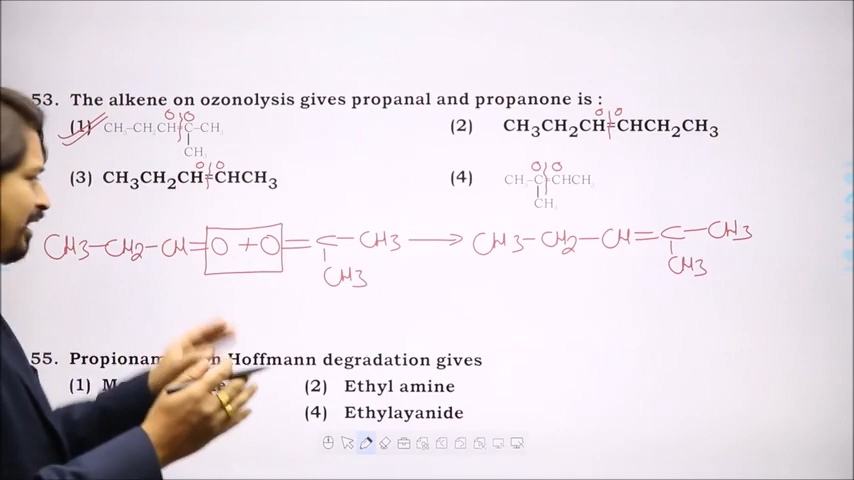 53. The alkene on ozonolysis gives propanal and propanone is :
(1) CH3–CH2CH=C–CH3
CH3
(2) CH3CH2CH=CHCH2CH3
O O
O O
(3) CH3CH2CH=CHCH3
O O
(4) CH3–C=CHCH3
CH3
O O
CH3–CH2–CH=O + O=C–CH3 → CH3–CH2–CH=C–CH3
CH3 CH3
55. Hoffmann degradation gives
(1)
(2) Ethyl amine
(4) Ethylayanide